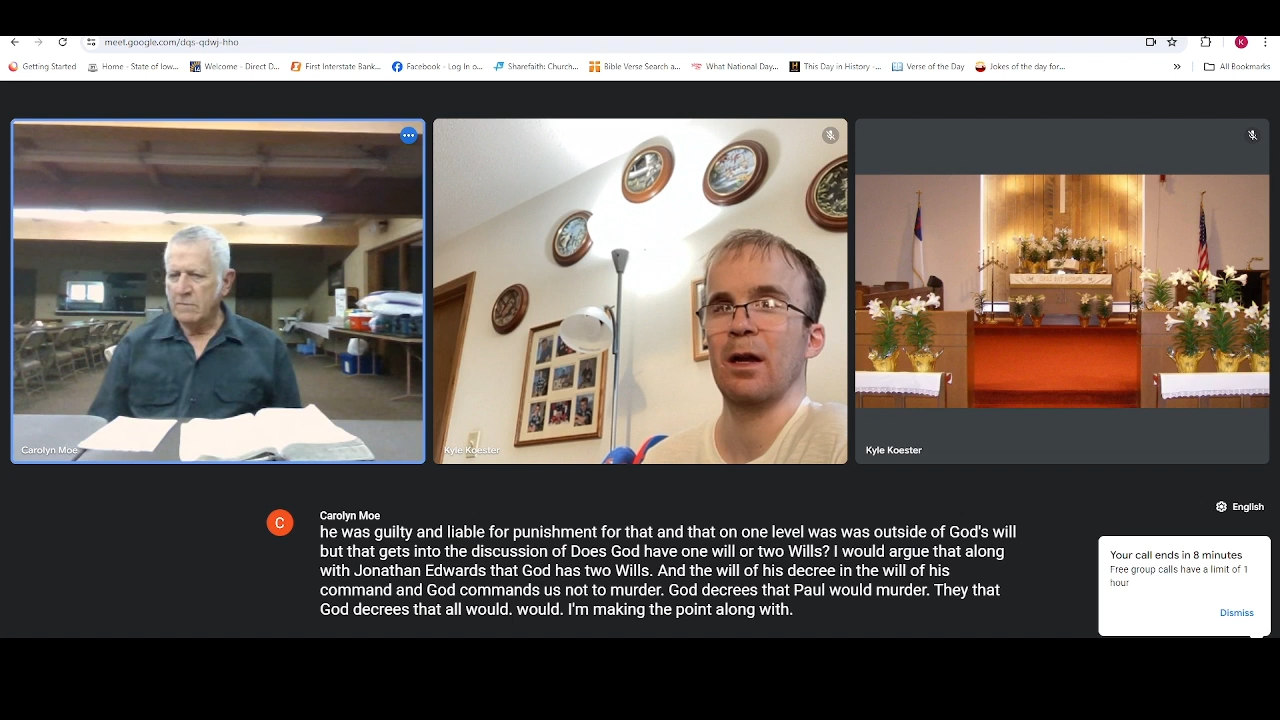 meet.google.com/dqs-qdwj-hho
K
Getting Started
Home - State of Iow...
Welcome - Direct D...
First Interstate Bank...
Facebook - Log In o...
Sharefaith: Church...
Bible Verse Search a...
What National Day...
This Day in History -...
Verse of the Day
Jokes of the day for...
»
All Bookmarks
Carolyn Moe
Kyle Koester
Kyle Koester
English
C
Carolyn Moe
he was guilty and liable for punishment for that and that on one level was was outside of God's will
but that gets into the discussion of Does God have one will or two Wills? I would argue that along
with Jonathan Edwards that God has two Wills. And the will of his decree in the will of his
command and God commands us not to murder. God decrees that Paul would murder. They that
God decrees that all would. would. I'm making the point along with.
Your call ends in 8 minutes
Free group calls have a limit of 1
hour
Dismiss